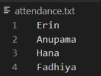 attendance.txt
1 Erin
2 Anupama
3 Hana
4 Fadhiya